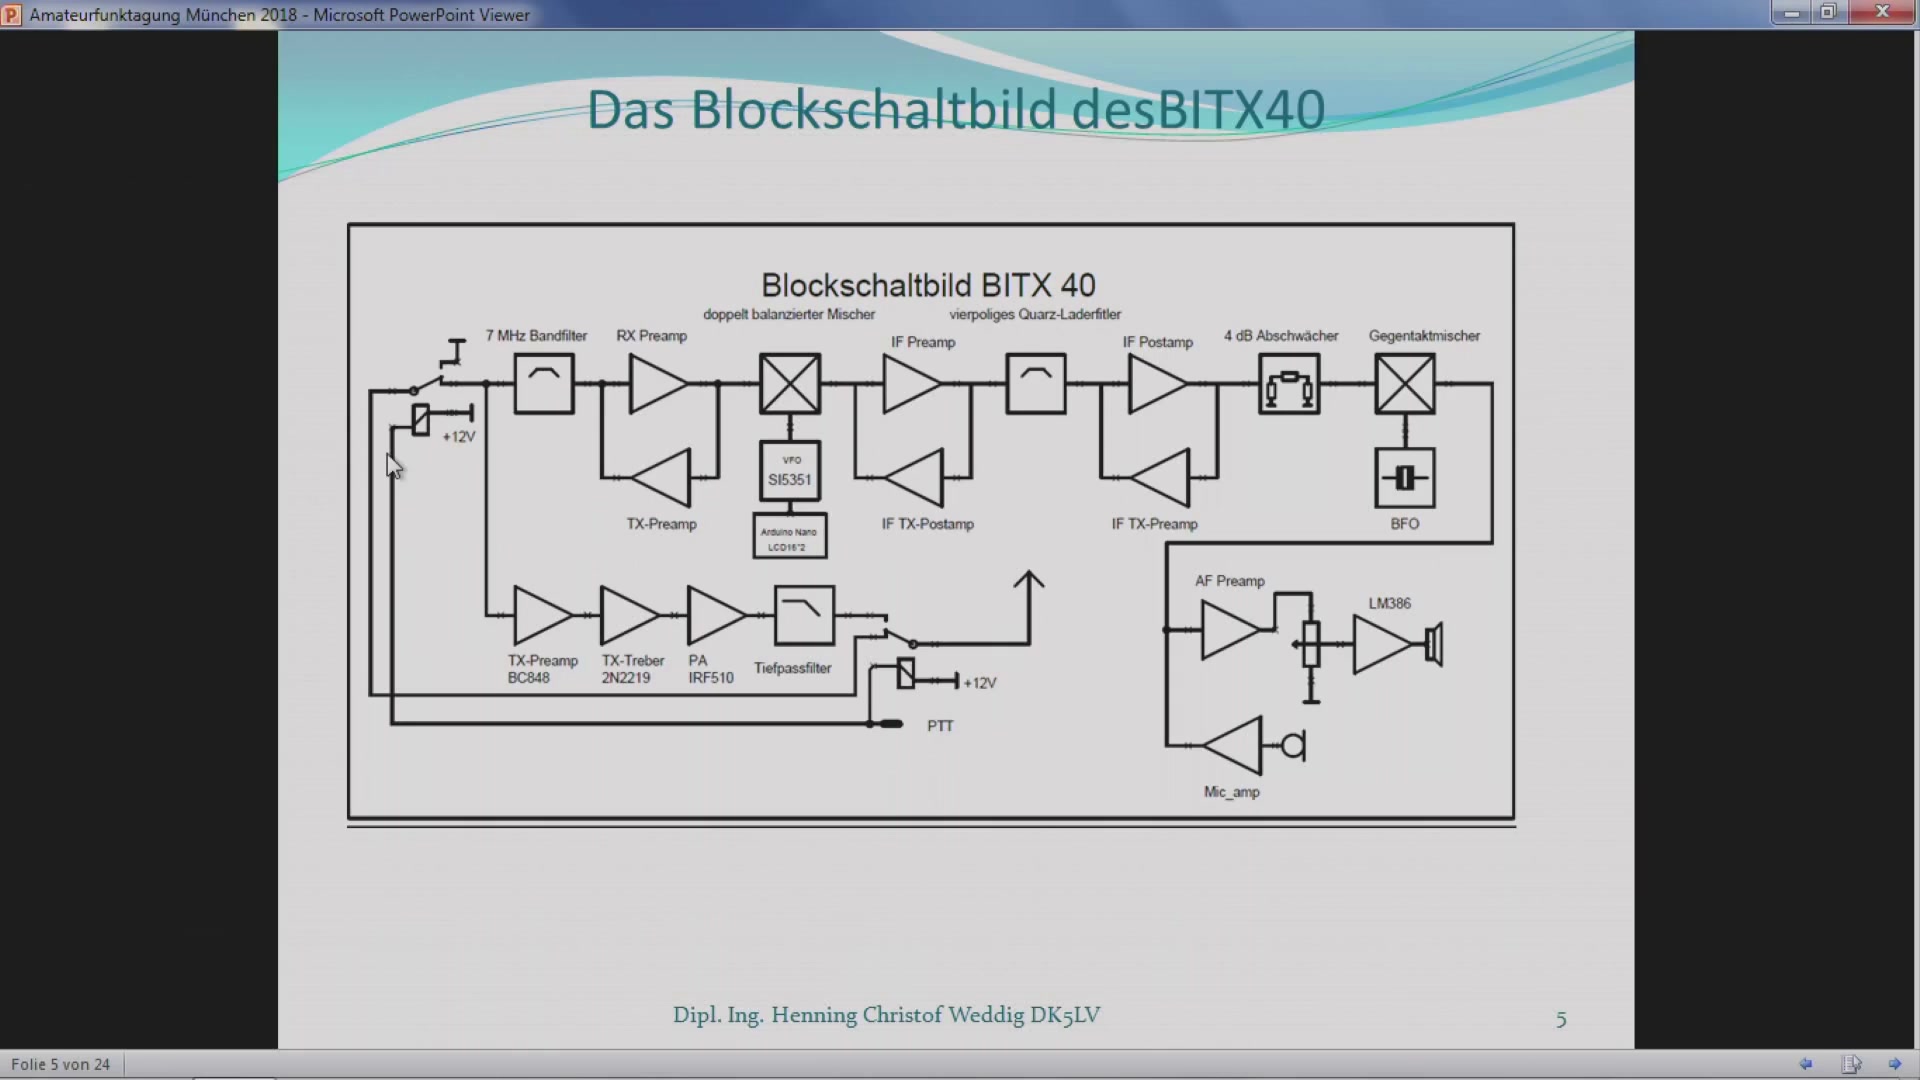 Amateurfunktagung München 2018 - Microsoft PowerPoint Viewer
Das Blockschaltbild desBITX40
Blockschaltbild BITX 40
doppelt balanzierter Mischer
vierpoliges Quarz-Laderfitler
7 MHz Bandfilter
RX Preamp
IF Preamp
IF Postamp
4 dB Abschwächer
Gegentaktmischer
+12V
VFO
SI5351
TX-Preamp
Arduino Nano
LCD16*2
IF TX-Postamp
IF TX-Preamp
BFO
AF Preamp
LM386
TX-Preamp
BC848
TX-Treber
2N2219
PA
IRF510
Tiefpassfilter
+12V
PTT
Mic_amp
Dipl. Ing. Henning Christof Weddig DK5LV
5
Folie 5 von 24